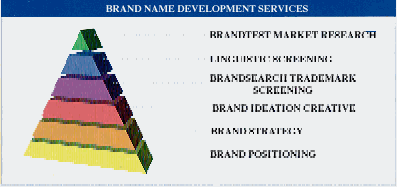 BRAND NAME DEVELOPMENT SERVICES
BRANDTEST MARKET RESEARCH
LINGUISTIC SCREENING
BRANDSEARCH TRADEMARK
SCREENING
BRAND IDEATION CREATIVE
BRAND STRATEGY
BRAND POSITIONING